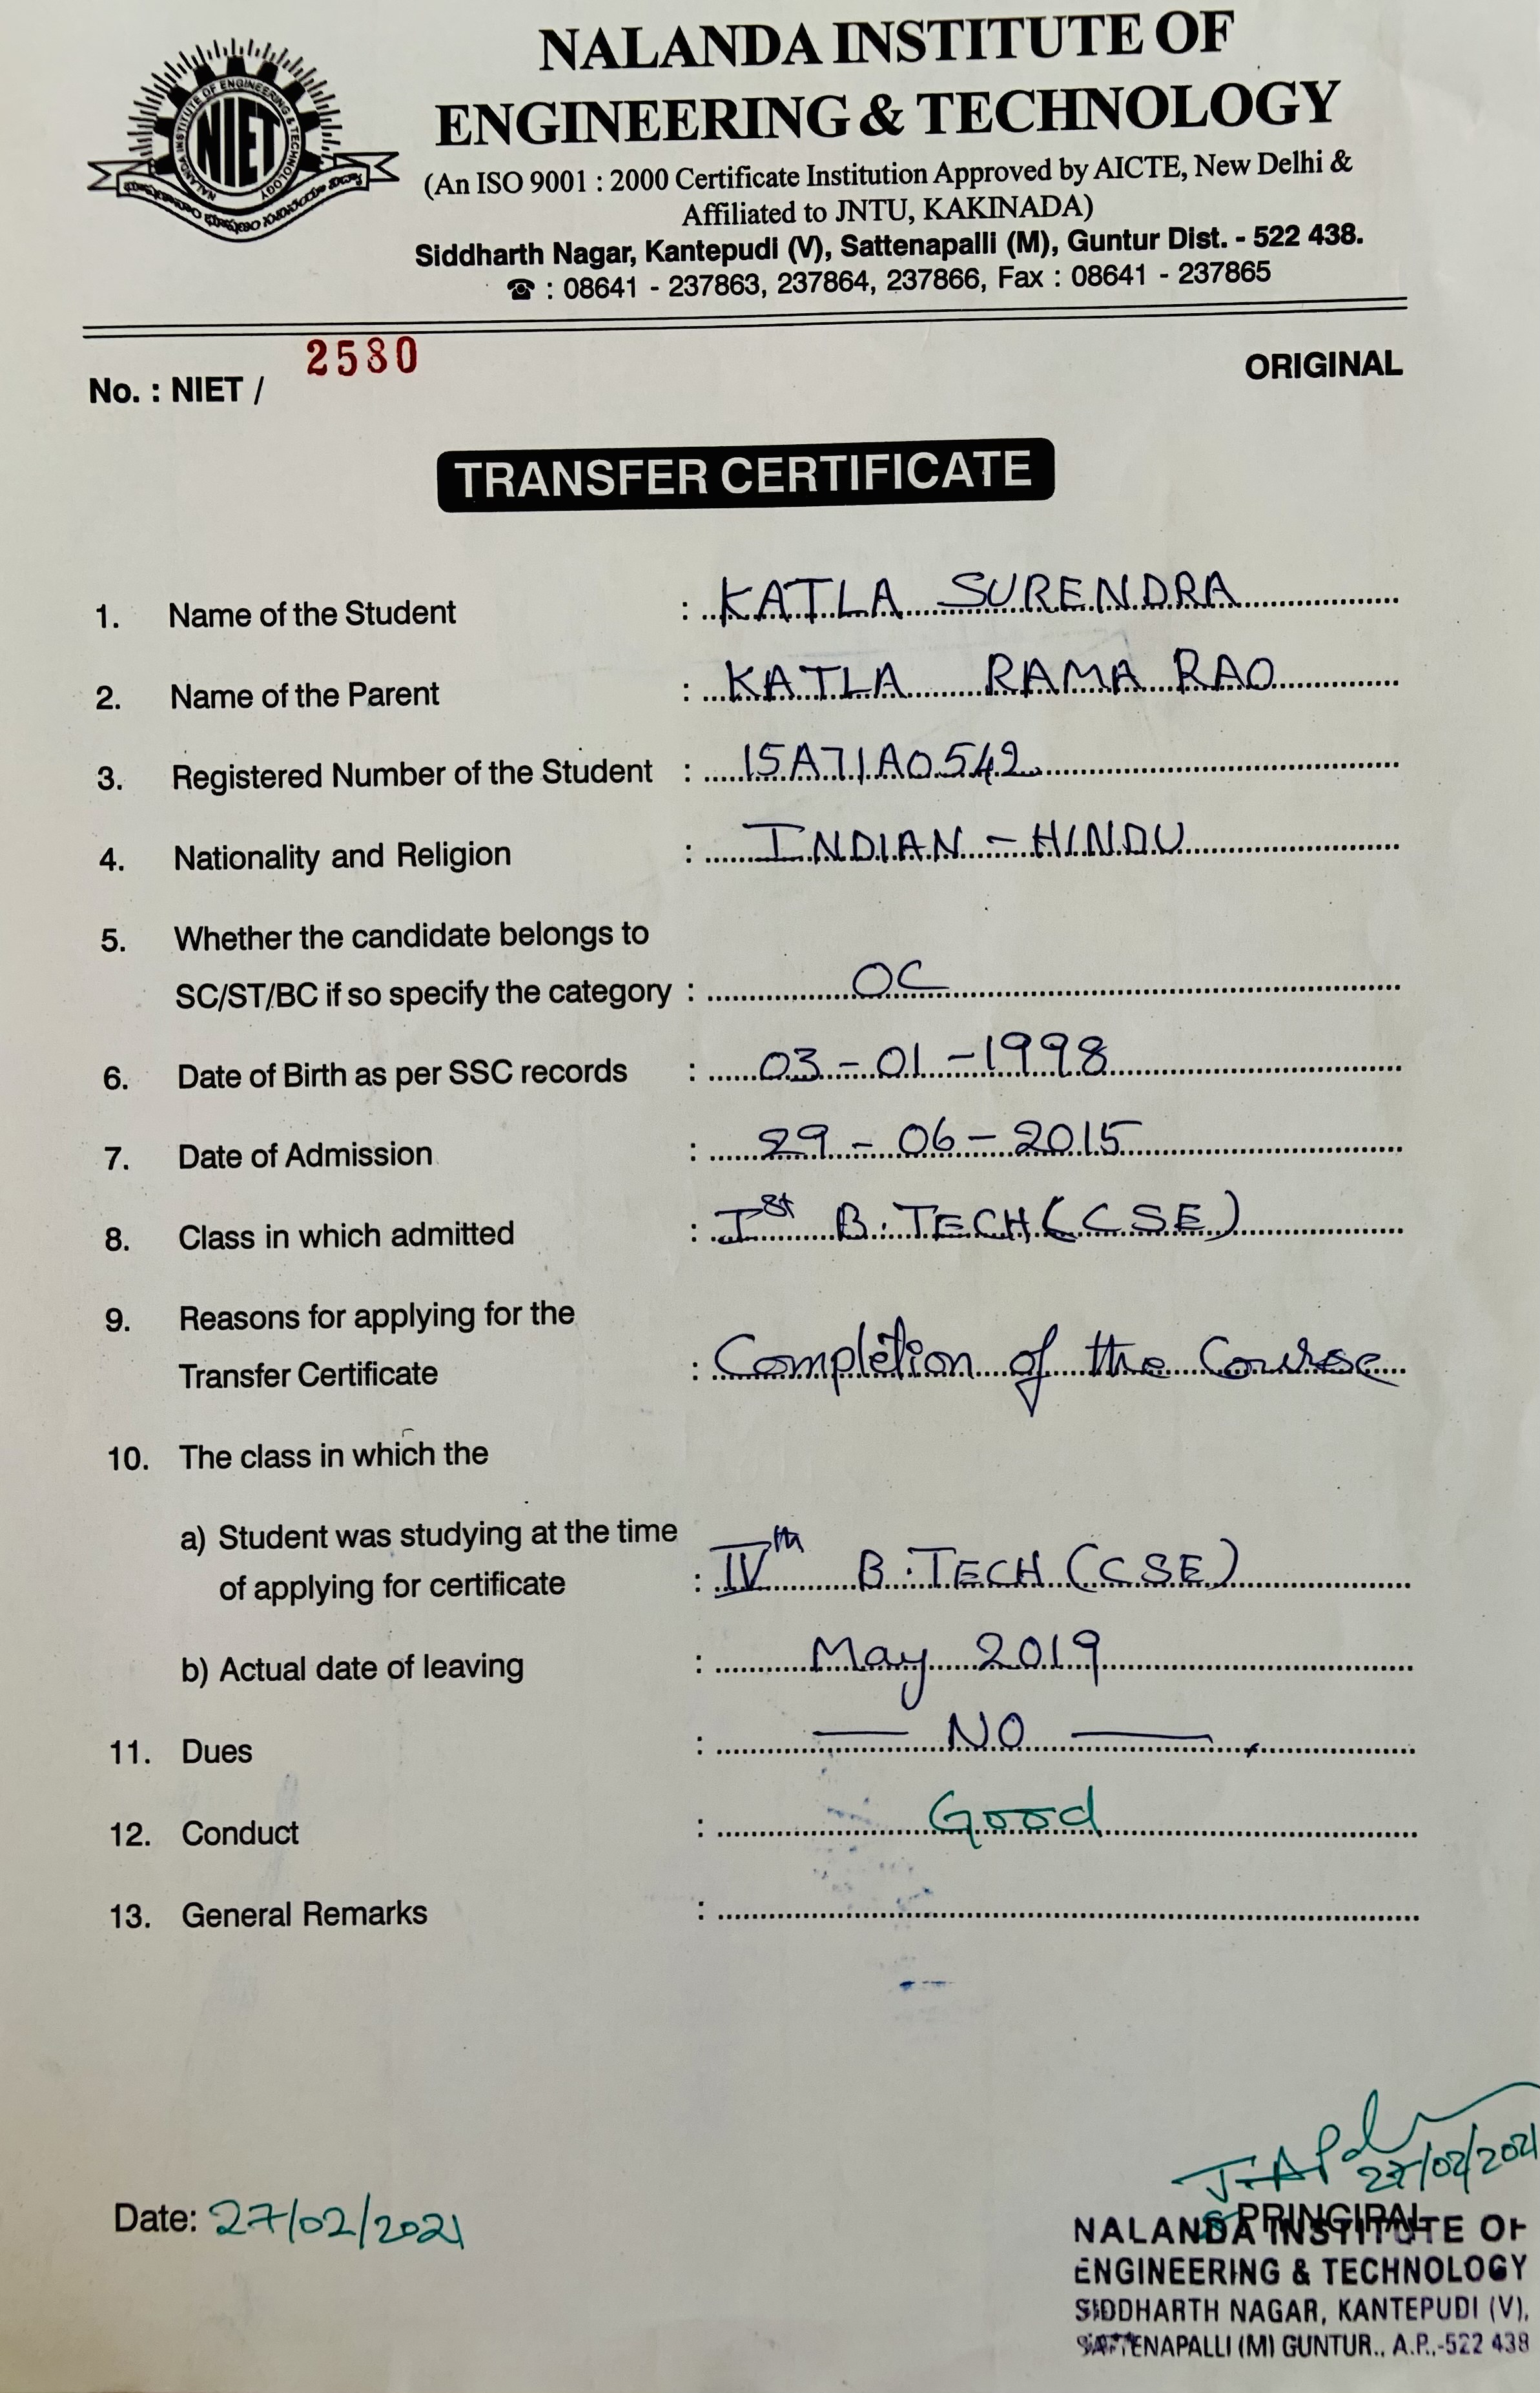 NALANDA INSTITUTE OF ENGINEERING & TECHNOLOGY
NIET
NALANDA INSTITUTE OF
ENGINEERING & TECHNOLOGY
(An ISO 9001 : 2000 Certificate Institution Approved by AICTE, New Delhi &
Affiliated to JNTU, KAKINADA)
Siddharth Nagar, Kantepudi (V), Sattenapalli (M), Guntur Dist. - 522 438.
☎ : 08641 - 237863, 237864, 237866, Fax : 08641 - 237865
No. : NIET / 2580 ORIGINAL
TRANSFER CERTIFICATE
1. Name of the Student : KATLA SURENDRA
2. Name of the Parent : KATLA RAMA RAO
3. Registered Number of the Student : 15A71A0542
4. Nationality and Religion : INDIAN - HINDU
5. Whether the candidate belongs to
SC/ST/BC if so specify the category : OC
6. Date of Birth as per SSC records : 03-01-1998
7. Date of Admission : 29-06-2015
8. Class in which admitted : Ist B.TECH (CSE)
9. Reasons for applying for the
Transfer Certificate : Completion of the Course
10. The class in which the
a) Student was studying at the time
of applying for certificate : IVth B.TECH (CSE)
b) Actual date of leaving : May 2019
11. Dues : — NO —
12. Conduct : Good
13. General Remarks :
27/02/2021
Date: 27/02/2021
PRINCIPAL
NALANDA INSTITUTE OF
ENGINEERING & TECHNOLOGY
SIDDHARTH NAGAR, KANTEPUDI (V),
SATTENAPALLI (M) GUNTUR., A.P.-522 438